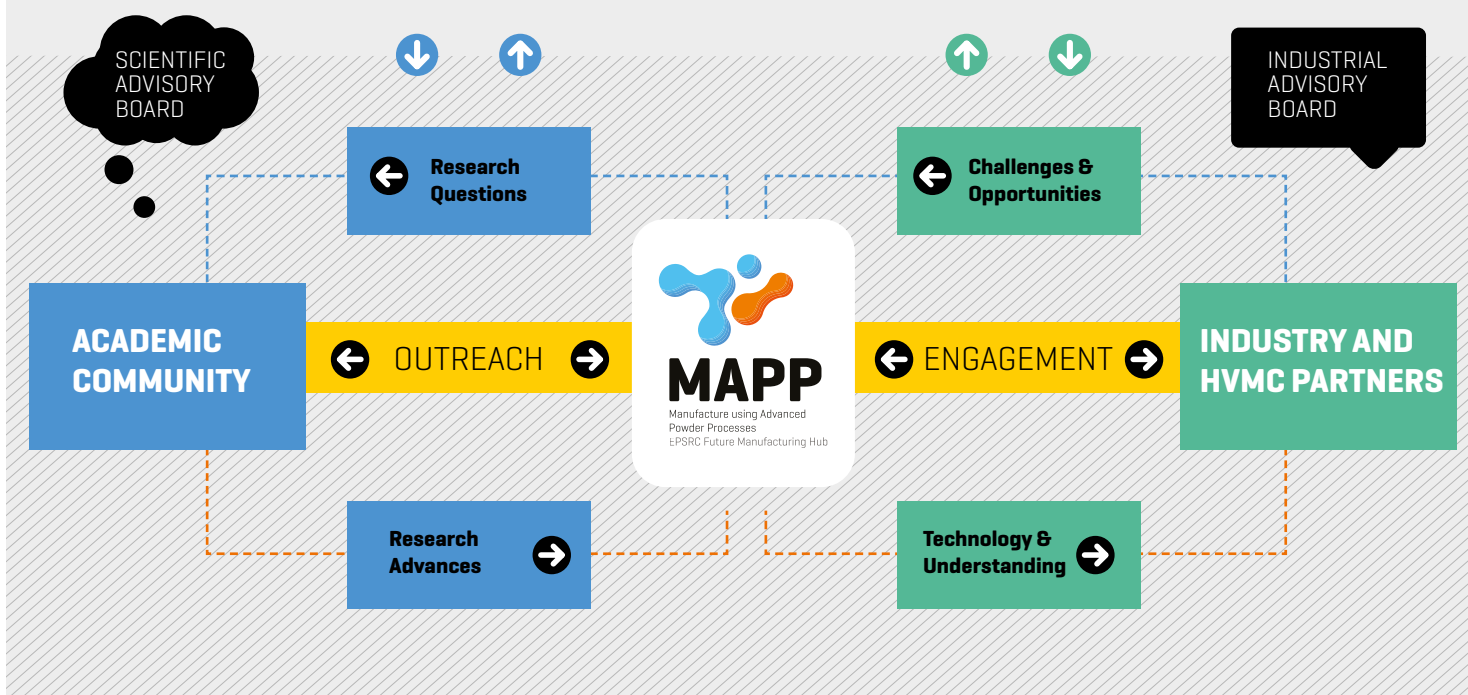 SCIENTIFIC
ADVISORY
BOARD
INDUSTRIAL
ADVISORY
BOARD
Research
Questions
Challenges &
Opportunities
ACADEMIC
COMMUNITY
OUTREACH
MAPP
Manufacture using Advanced
Powder Processes
EPSRC Future Manufacturing Hub
ENGAGEMENT
INDUSTRY AND
HVMC PARTNERS
Research
Advances
Technology &
Understanding